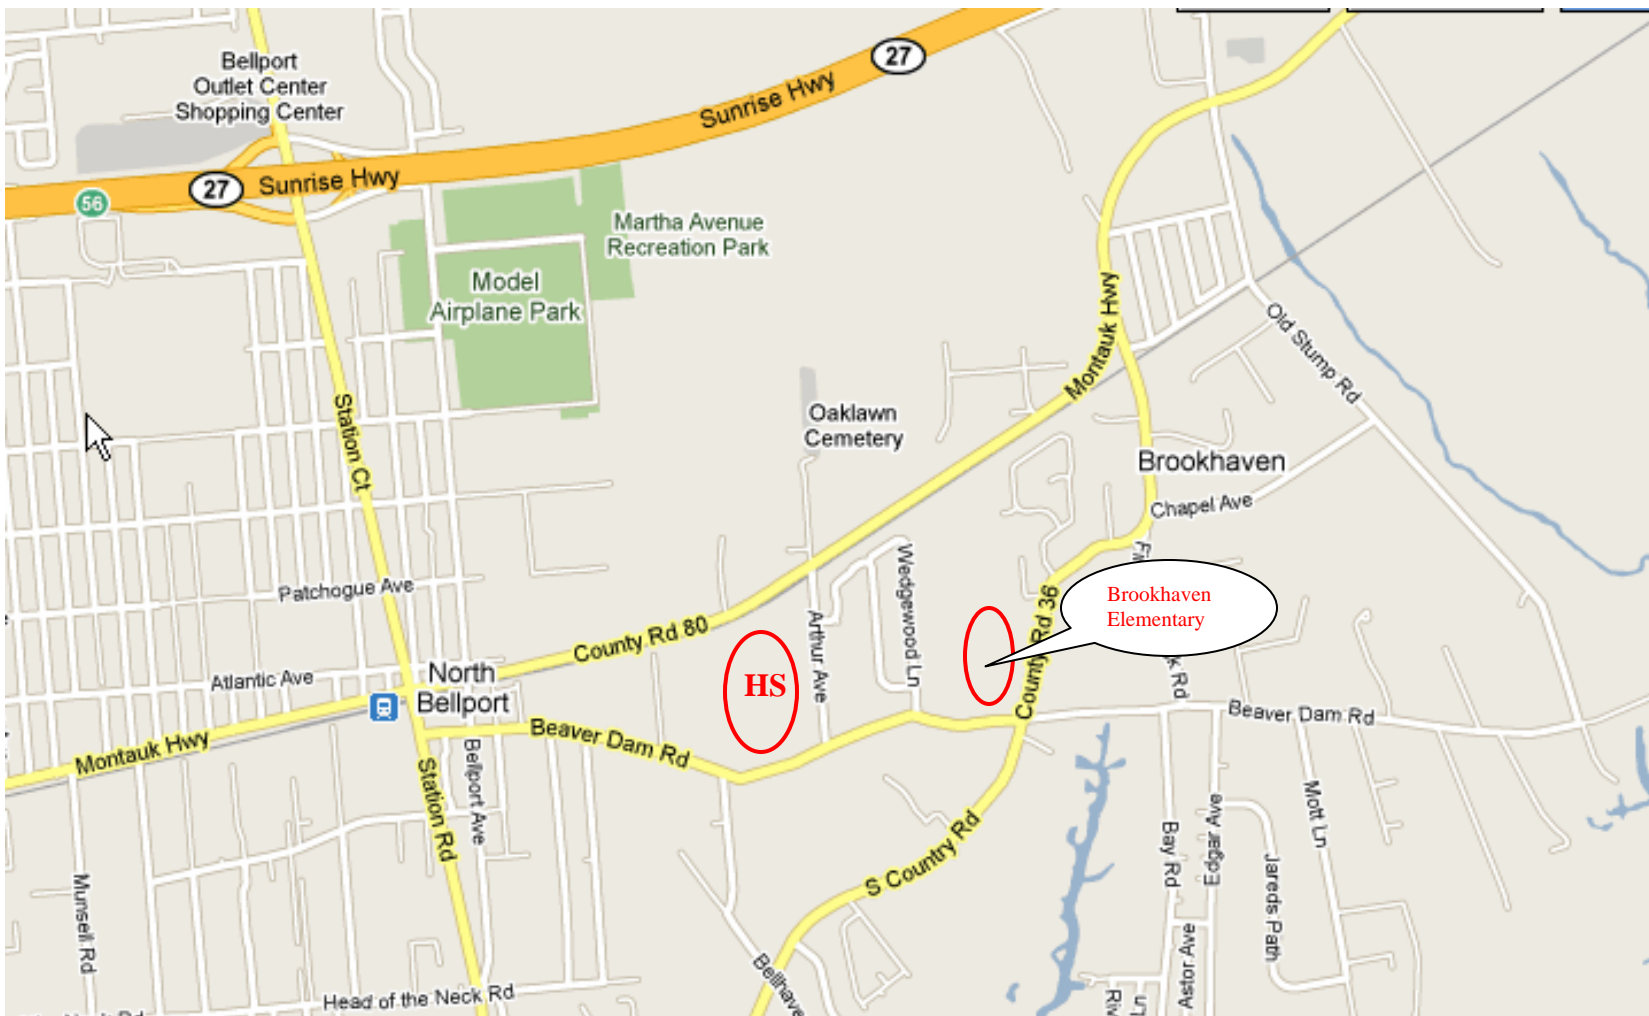 Bellport
Outlet Center
Shopping Center
27
Sunrise Hwy
27
Sunrise Hwy
56
Martha Avenue
Recreation Park
Model
Airplane Park
Montauk Hwy
Old Stump Rd
Station Ct
Oaklawn
Cemetery
Brookhaven
Chapel Ave
Patchogue Ave
Wedgewood Ln
County Rd 36
Brookhaven
Elementary
Arthur Ave
County Rd 80
HS
Atlantic Ave
North
Bellport
Rd
Beaver Dam Rd
Beaver Dam Rd
Montauk Hwy
Bellport Ave
Station Rd
Mott Ln
Edgar Ave
Bay Rd
S Country Rd
Jareds Path
Munsell Rd
Astor Ave
Head of the Neck Rd
Ln